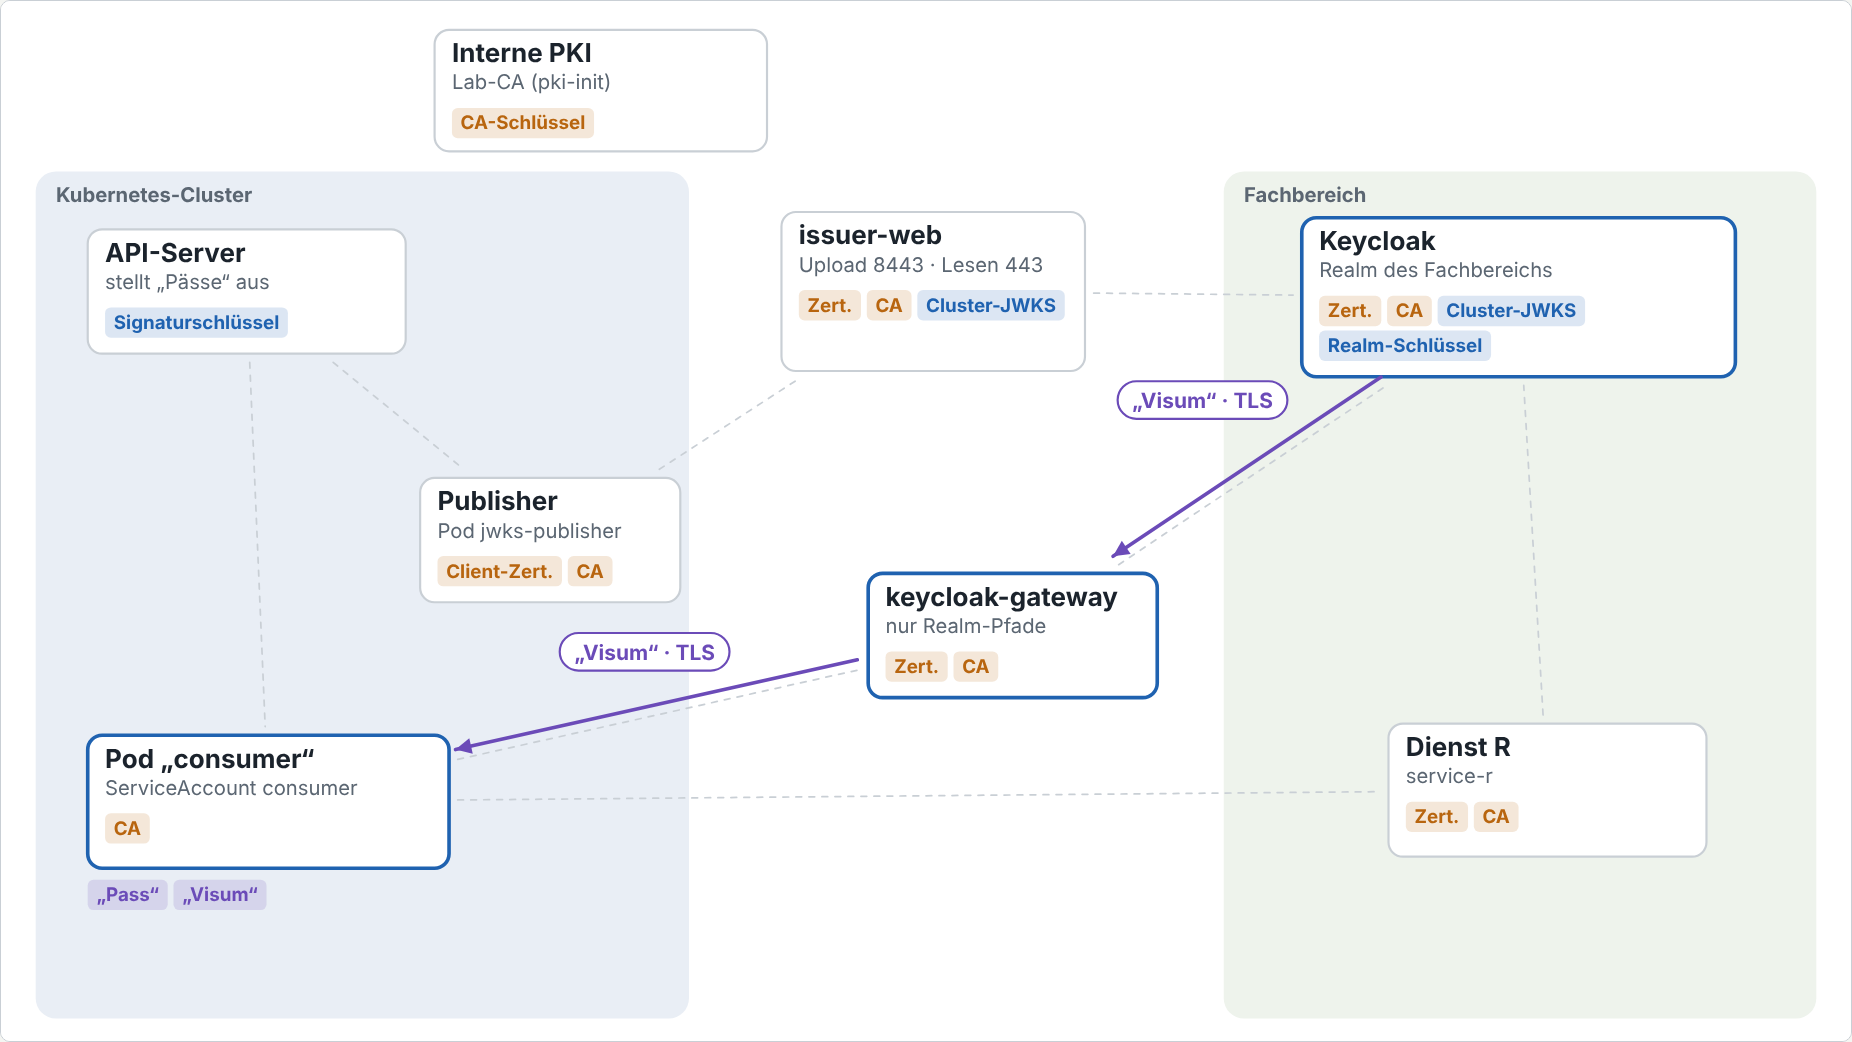 Interne PKI
Lab-CA (pki-init)
CA-Schlüssel
Kubernetes-Cluster
API-Server
stellt „Pässe“ aus
Signaturschlüssel
issuer-web
Upload 8443 · Lesen 443
Zert. CA Cluster-JWKS
Fachbereich
Keycloak
Realm des Fachbereichs
Zert. CA Cluster-JWKS
Realm-Schlüssel
„Visum“ · TLS
Publisher
Pod jwks-publisher
Client-Zert. CA
keycloak-gateway
nur Realm-Pfade
Zert. CA
„Visum“ · TLS
Pod „consumer“
ServiceAccount consumer
CA
„Pass“ „Visum“
Dienst R
service-r
Zert. CA